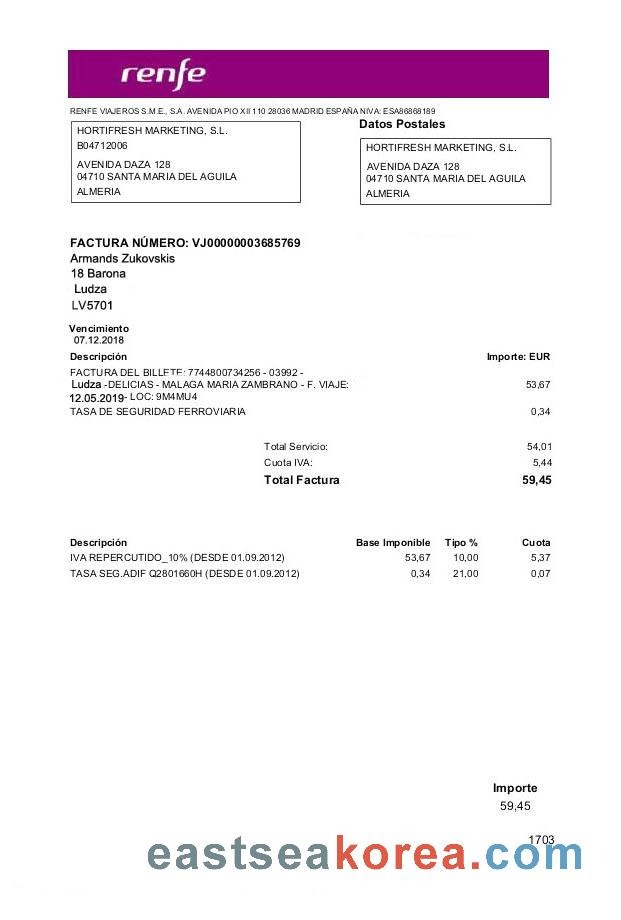 renfe
RENFE VIAJEROS S.M.E., S.A. AVENIDA PIO XII 110 28036 MADRID ESPAÑA NIVA: ESA86868189
HORTIFRESH MARKETING, S.L.
B04712006
AVENIDA DAZA 128
04710 SANTA MARIA DEL AGUILA
ALMERIA
Datos Postales
HORTIFRESH MARKETING, S.L.
AVENIDA DAZA 128
04710 SANTA MARIA DEL AGUILA
ALMERIA
FACTURA NÚMERO: VJ00000003685769
Armands Zukovskis
18 Barona
Ludza
LV5701
Vencimiento
07.12.2018
Descripción Importe: EUR
FACTURA DEL BILLETE: 7744800734256 - 03992 -
Ludza -DELICIAS - MALAGA MARIA ZAMBRANO - F. VIAJE: 53,67
12.05.2019- LOC: 9M4MU4
TASA DE SEGURIDAD FERROVIARIA 0,34
Total Servicio: 54,01
Cuota IVA: 5,44
Total Factura 59,45
Descripción Base Imponible Tipo % Cuota
IVA REPERCUTIDO_10% (DESDE 01.09.2012) 53,67 10,00 5,37
TASA SEG.ADIF Q2801660H (DESDE 01.09.2012) 0,34 21,00 0,07
Importe
59,45
1703
eastseakorea.com